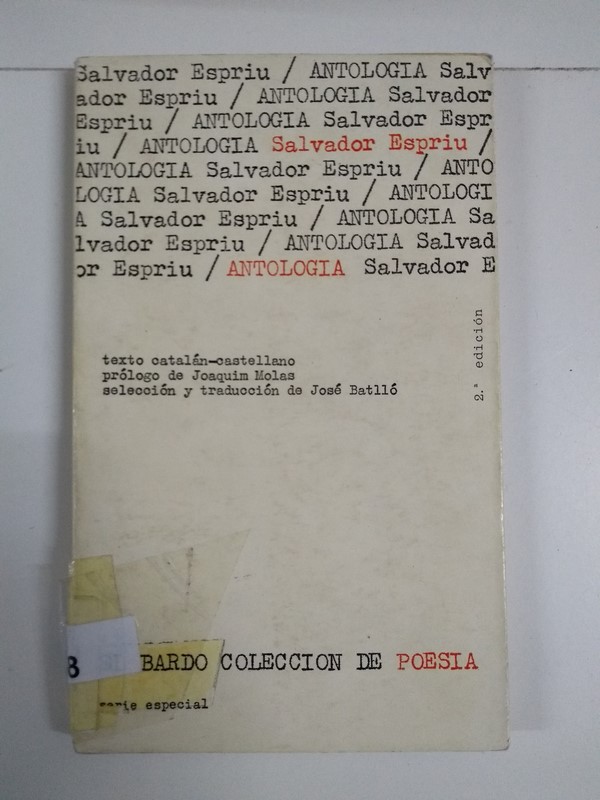 Salvador Espriu / ANTOLOGIA Salv
ador Espriu / ANTOLOGIA Salvador
Espriu / ANTOLOGIA Salvador Espr
iu / ANTOLOGIA Salvador Espriu /
ANTOLOGIA Salvador Espriu / ANTO
LOGIA Salvador Espriu / ANTOLOGI
A Salvador Espriu / ANTOLOGIA Sa
lvador Espriu / ANTOLOGIA Salvad
or Espriu / ANTOLOGIA Salvador E
2.ª edición
texto catalán-castellano
prólogo de Joaquim Molas
selección y traducción de José Batlló
8
BARDO COLECCION DE POESIA
serie especial